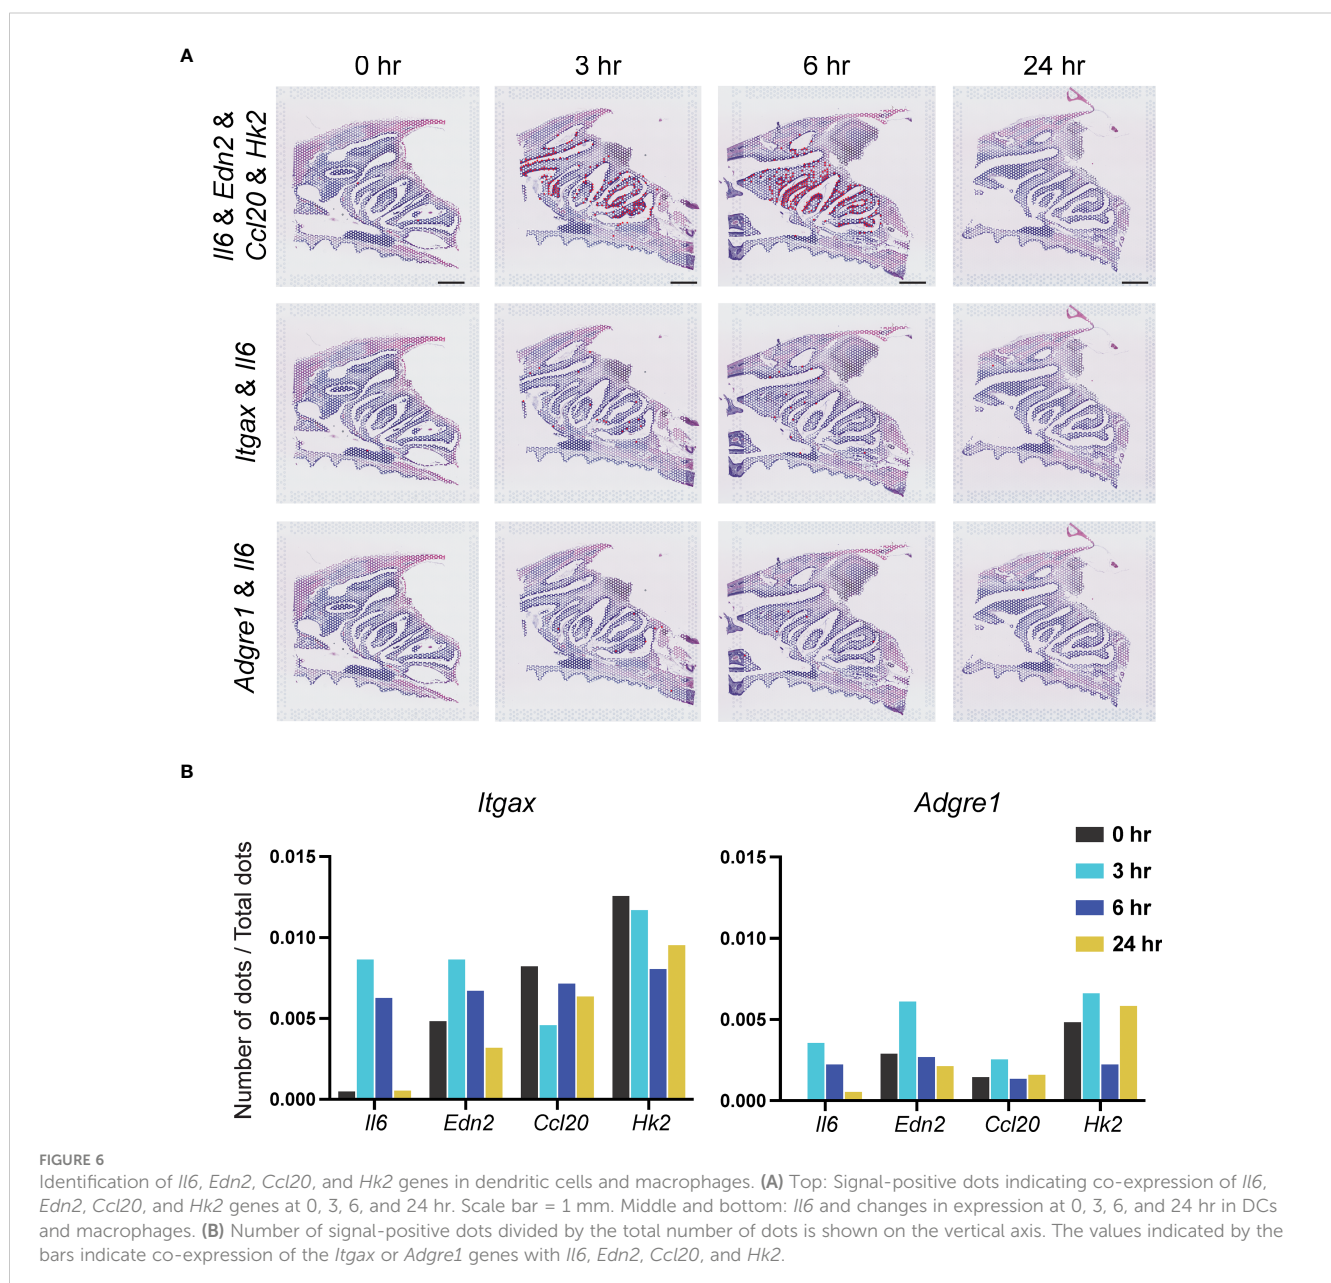 A
0 hr 3 hr 6 hr 24 hr
Il6 & Edn2 &
Ccl20 & Hk2
Itgax & Il6
Adgre1 & Il6
B
Itgax
Adgre1
Number of dots / Total dots
0.015
0.010
0.005
0.000
Il6 Edn2 Ccl20 Hk2
0.015
0.010
0.005
0.000
Il6 Edn2 Ccl20 Hk2
0 hr
3 hr
6 hr
24 hr
FIGURE 6
Identification of Il6, Edn2, Ccl20, and Hk2 genes in dendritic cells and macrophages. (A) Top: Signal-positive dots indicating co-expression of Il6,
Edn2, Ccl20, and Hk2 genes at 0, 3, 6, and 24 hr. Scale bar = 1 mm. Middle and bottom: Il6 and changes in expression at 0, 3, 6, and 24 hr in DCs
and macrophages. (B) Number of signal-positive dots divided by the total number of dots is shown on the vertical axis. The values indicated by the
bars indicate co-expression of the Itgax or Adgre1 genes with Il6, Edn2, Ccl20, and Hk2.